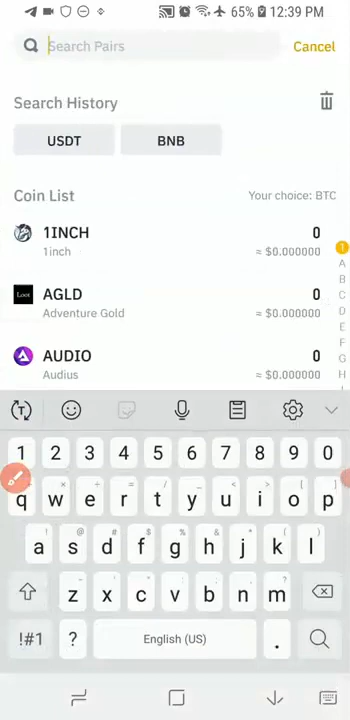 65% 12:39 PM
Search Pairs Cancel
Search History
USDT BNB
Coin List Your choice: BTC
1INCH 0
1inch ≈ $0.000000
1
A
B
AGLD 0
Loot
Adventure Gold ≈ $0.000000
C
D
E
F
AUDIO 0
G
Audius ≈ $0.000000
H
T
1 2 3 4 5 6 7 8 9 0
q w e r t y u i o p
a s d f g h j k l
z x c v b n m
!#1 ? English (US) .